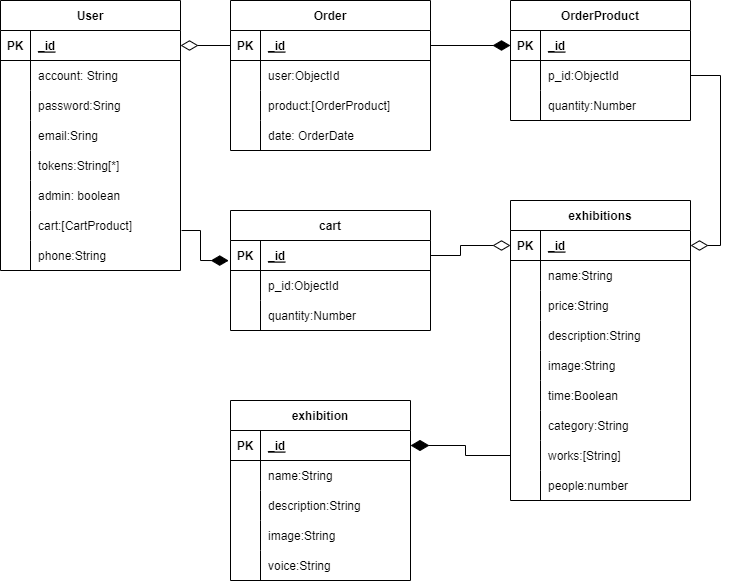 User
PK _id
account: String
password:Sring
email:Sring
tokens:String[*]
admin: boolean
cart:[CartProduct]
phone:String
Order
PK _id
user:ObjectId
product:[OrderProduct]
date: OrderDate
OrderProduct
PK _id
p_id:ObjectId
quantity:Number
cart
PK _id
p_id:ObjectId
quantity:Number
exhibitions
PK _id
name:String
price:String
description:String
image:String
time:Boolean
category:String
works:[String]
people:number
exhibition
PK _id
name:String
description:String
image:String
voice:String